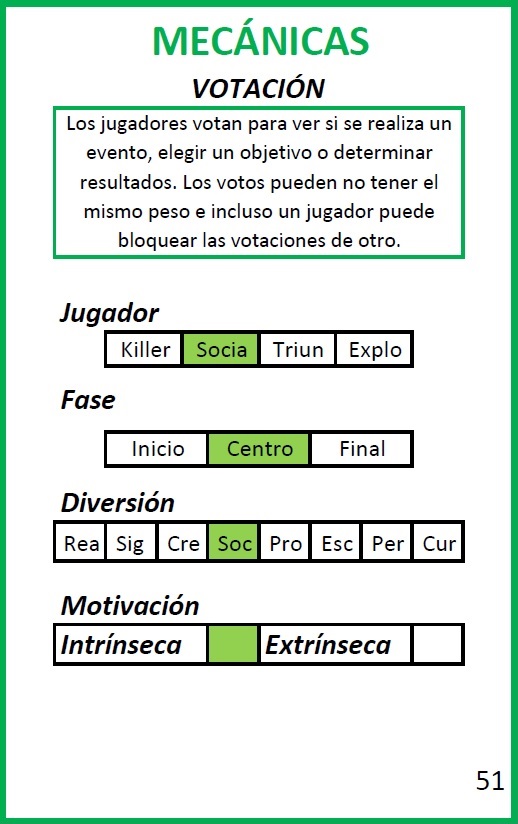 MECÁNICAS
VOTACIÓN
Los jugadores votan para ver si se realiza un
evento, elegir un objetivo o determinar
resultados. Los votos pueden no tener el
mismo peso e incluso un jugador puede
bloquear las votaciones de otro.
Jugador
Killer Socia Triun Explo
Fase
Inicio Centro Final
Diversión
Rea Sig Cre Soc Pro Esc Per Cur
Motivación
Intrínseca Extrínseca
51